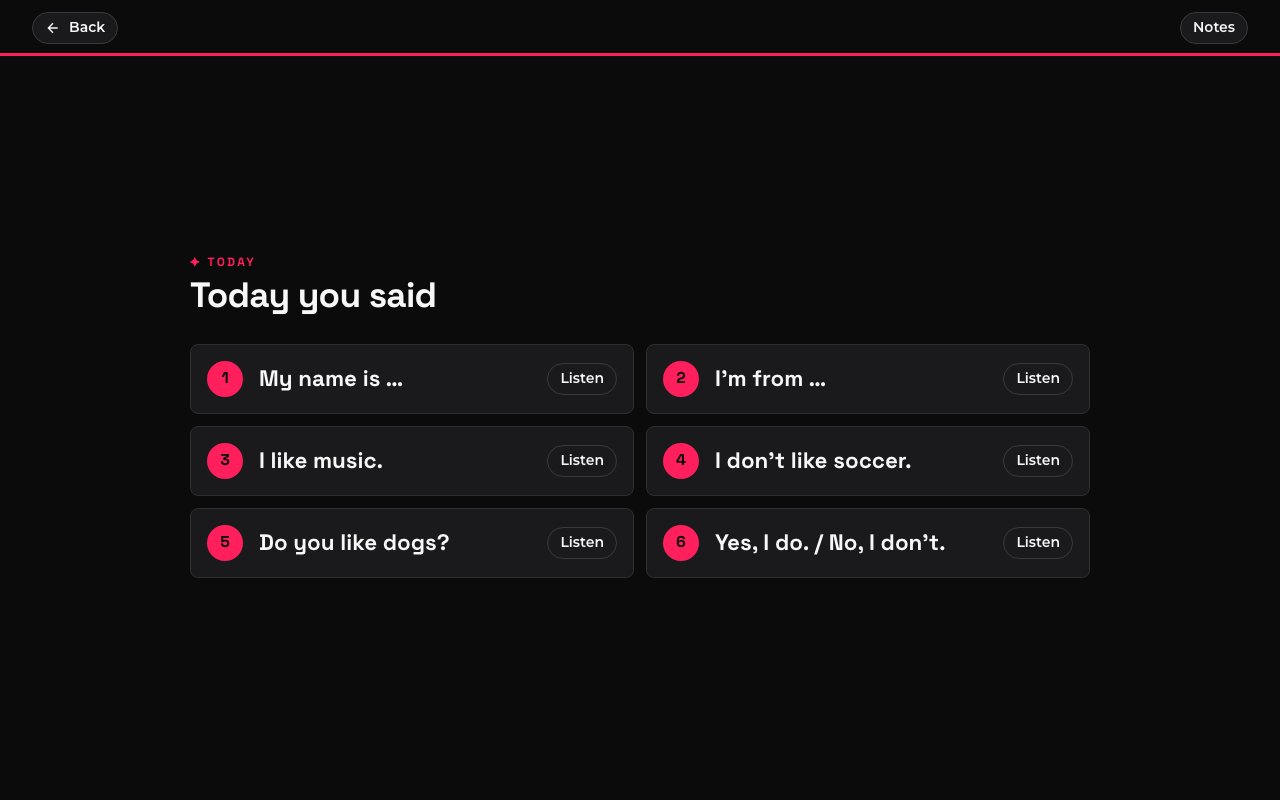 Back
Notes
TODAY
Today you said
1 My name is ... Listen
2 I'm from ... Listen
3 I like music. Listen
4 I don't like soccer. Listen
5 Do you like dogs? Listen
6 Yes, I do. / No, I don't. Listen